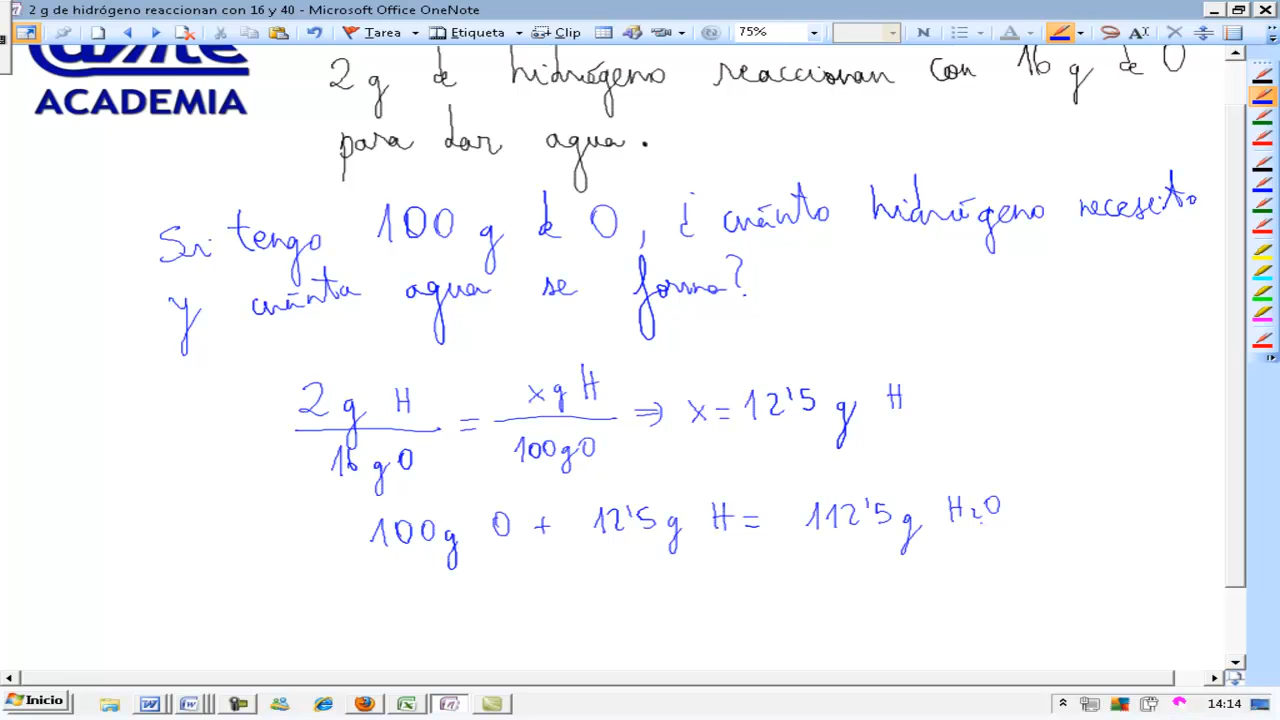 2 g de hidrógeno reaccionan con 16 y 40 - Microsoft Office OneNote
Tarea Etiqueta Clip 75% N A
ACADEMIA
2 g de hidrógeno reaccionan con 16 g de O
para dar agua.
Si tengo 100 g de O, ¿cuánto hidrógeno necesito
y cuánta agua se forma?
2 g H / 16 g O = x g H / 100 g O ⇒ x = 12'5 g H
100 g O + 12'5 g H = 112'5 g H₂O
Inicio 14:14